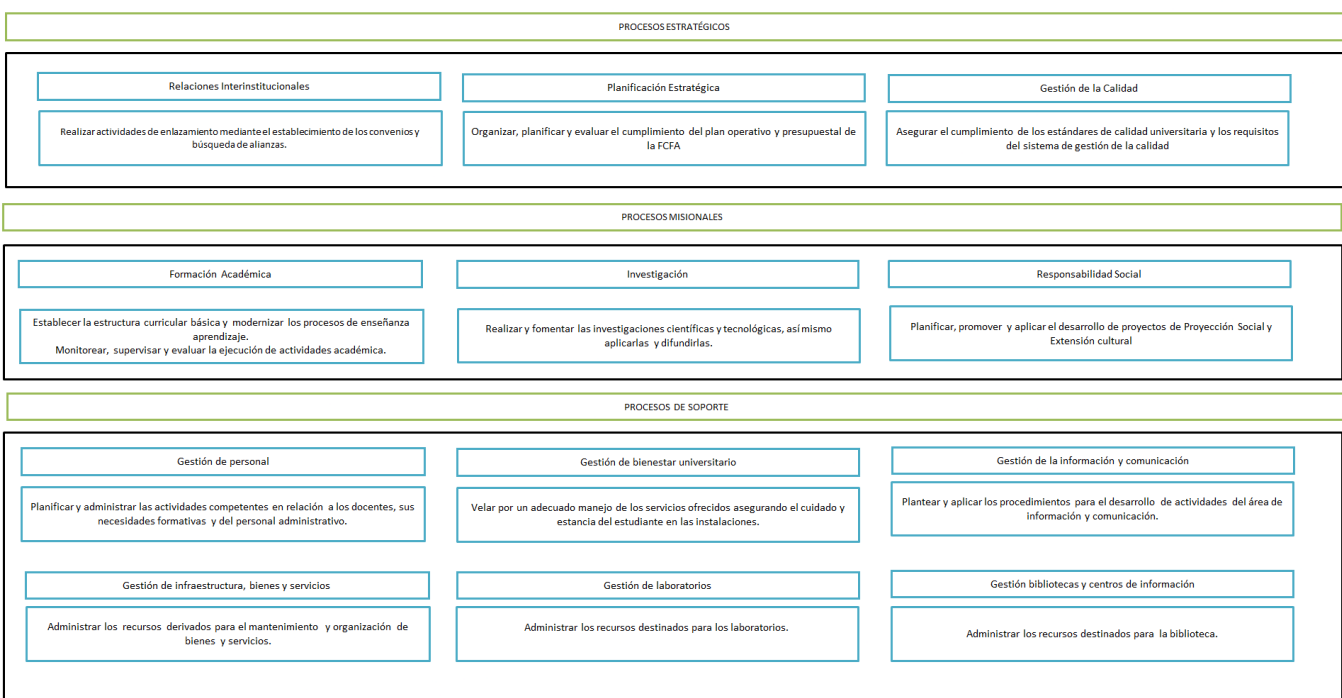 PROCESOS ESTRATÉGICOS
Relaciones Interinstitucionales
Realizar actividades de enlazamiento mediante el establecimiento de los convenios y
búsqueda de alianzas.
Planificación Estratégica
Organizar, planificar y evaluar el cumplimiento del plan operativo y presupuestal de
la FCFA
Gestión de la Calidad
Asegurar el cumplimiento de los estándares de calidad universitaria y los requisitos
del sistema de gestión de la calidad
PROCESOS MISIONALES
Formación Académica
Establecer la estructura curricular básica y modernizar los procesos de enseñanza
aprendizaje.
Monitorear, supervisar y evaluar la ejecución de actividades académica.
Investigación
Realizar y fomentar las investigaciones científicas y tecnológicas, así mismo
aplicarlas y difundirlas.
Responsabilidad Social
Planificar, promover y aplicar el desarrollo de proyectos de Proyección Social y
Extensión cultural
PROCESOS DE SOPORTE
Gestión de personal
Planificar y administrar las actividades competentes en relación a los docentes, sus
necesidades formativas y del personal administrativo.
Gestión de bienestar universitario
Velar por un adecuado manejo de los servicios ofrecidos asegurando el cuidado y
estancia del estudiante en las instalaciones.
Gestión de la información y comunicación
Plantear y aplicar los procedimientos para el desarrollo de actividades del área de
información y comunicación.
Gestión de infraestructura, bienes y servicios
Administrar los recursos derivados para el mantenimiento y organización de
bienes y servicios.
Gestión de laboratorios
Administrar los recursos destinados para los laboratorios.
Gestión bibliotecas y centros de información
Administrar los recursos destinados para la biblioteca.